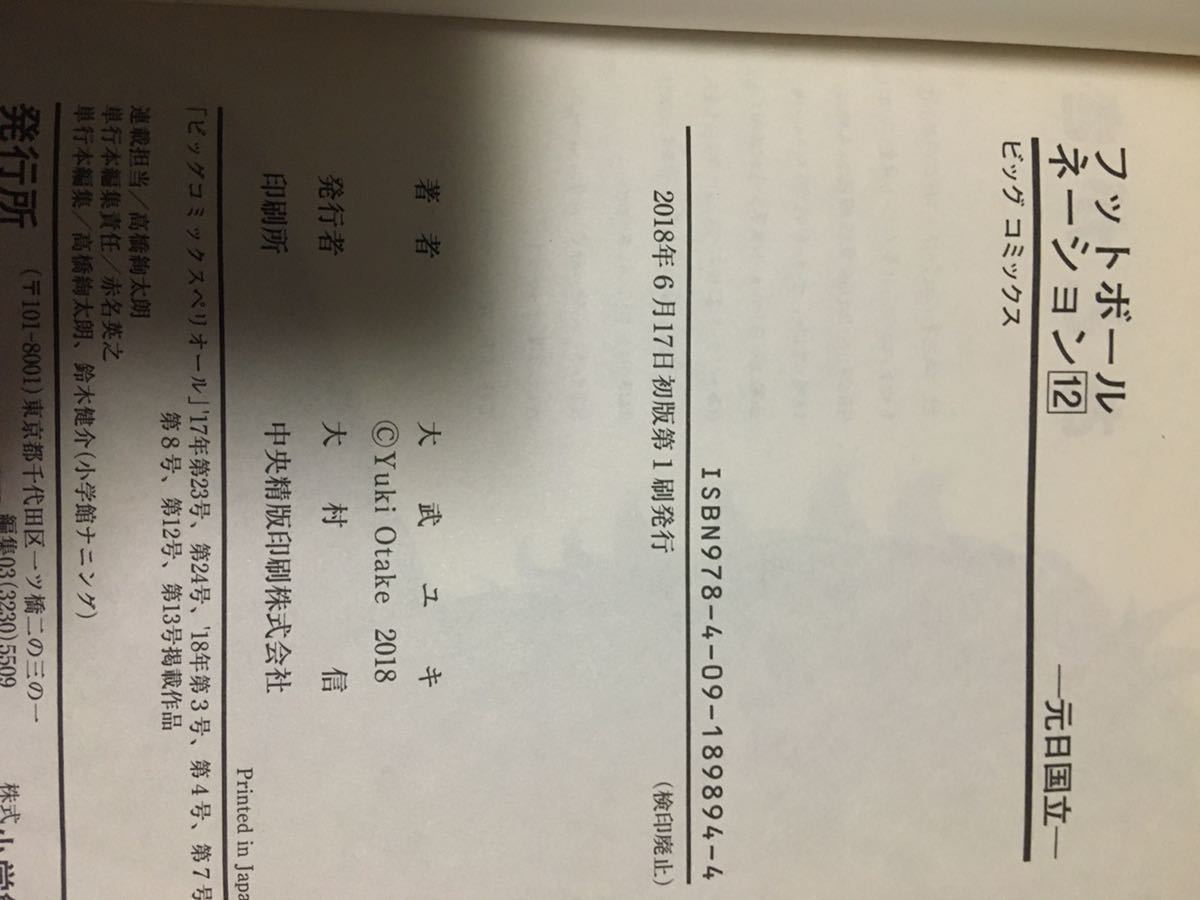 フットボール
ネーション12
―元日国立―
ビッグ コミックス
ISBN978-4-09-189894-4
2018年6月17日初版第1刷発行
(検印廃止)
著者 大武ユキ
©Yuki Otake 2018
発行者 大村信
印刷所 中央精版印刷株式会社
Printed in Japa
「ビッグコミックスペリオール」'17年第23号、第24号、'18年第3号、第4号、第7号
第8号、第12号、第13号掲載作品
連載担当/高橋絢太朗
単行本編集責任/赤名英之
単行本編集/高橋絢太朗、鈴木健介(小学館ナニング)
(〒101-8001)東京都千代田区一ツ橋二の三の一
発行所
編集03(3230)5509
株式